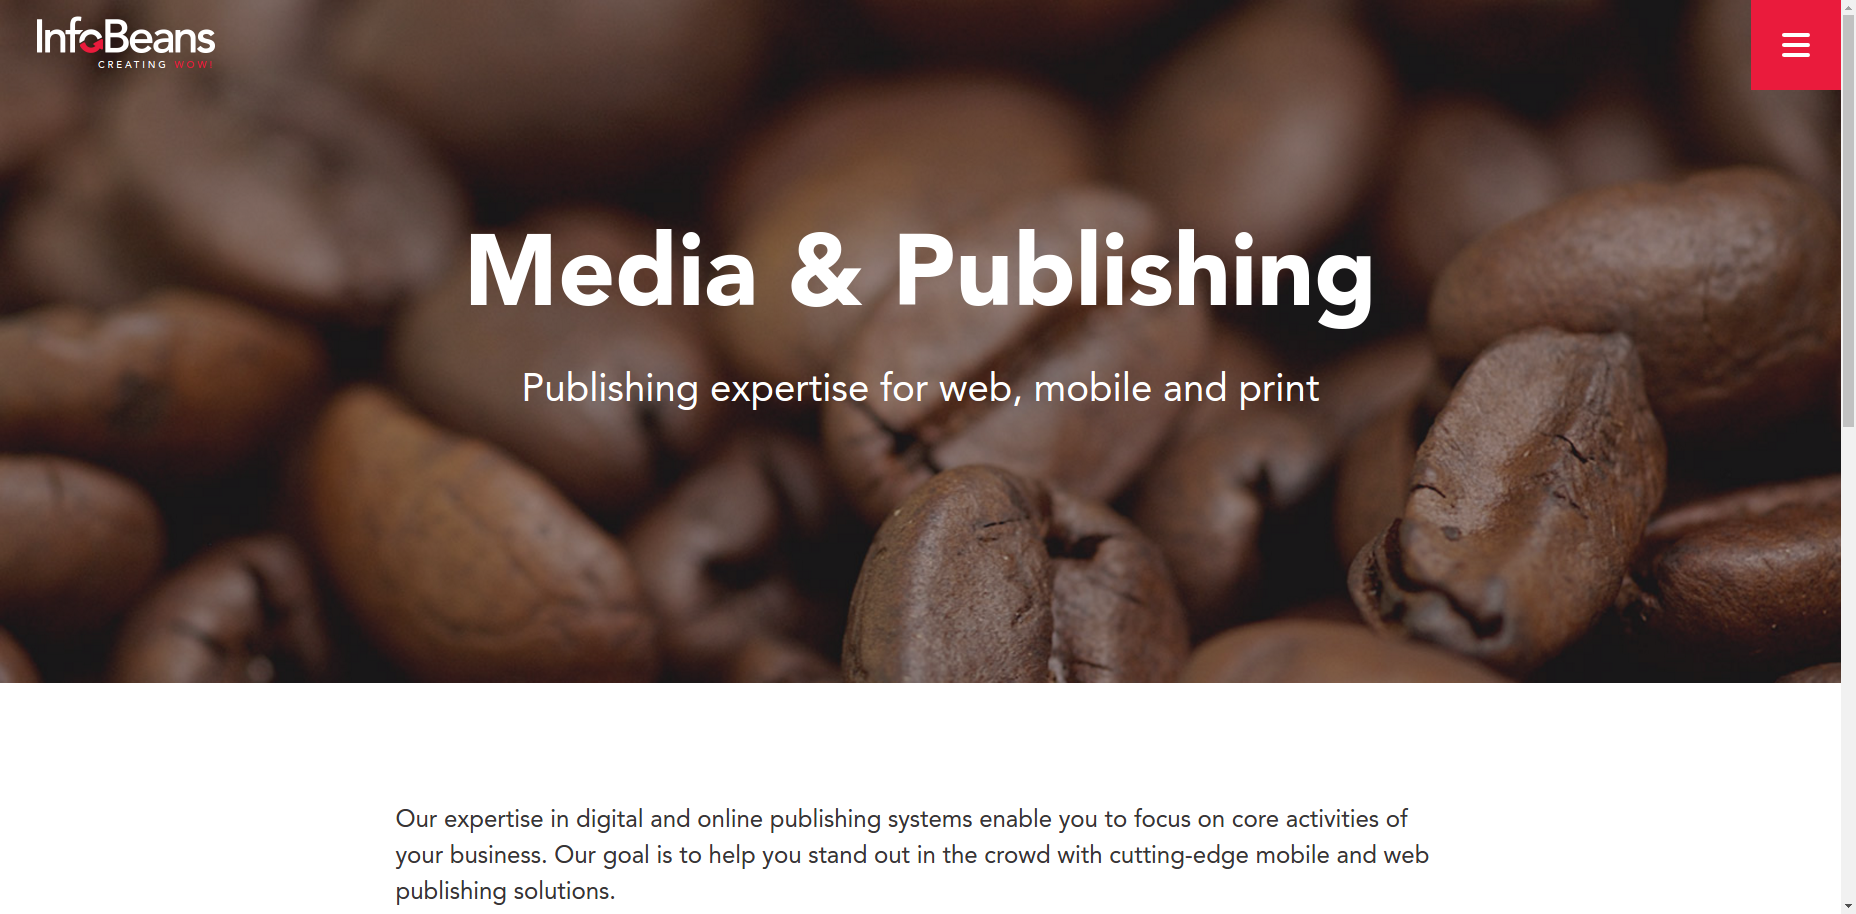 InfoBeans
CREATING WOW!
Media & Publishing
Publishing expertise for web, mobile and print
Our expertise in digital and online publishing systems enable you to focus on core activities of
your business. Our goal is to help you stand out in the crowd with cutting-edge mobile and web
publishing solutions.